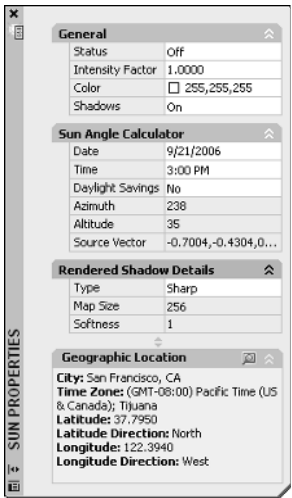 General
Status Off
Intensity Factor 1.0000
Color 255,255,255
Shadows On
Sun Angle Calculator
Date 9/21/2006
Time 3:00 PM
Daylight Savings No
Azimuth 238
Altitude 35
Source Vector -0.7004,-0.4304,0...
Rendered Shadow Details
Type Sharp
Map Size 256
Softness 1
Geographic Location
City: San Francisco, CA
Time Zone: (GMT-08:00) Pacific Time (US
& Canada); Tijuana
Latitude: 37.7950
Latitude Direction: North
Longitude: 122.3940
Longitude Direction: West
SUN PROPERTIES